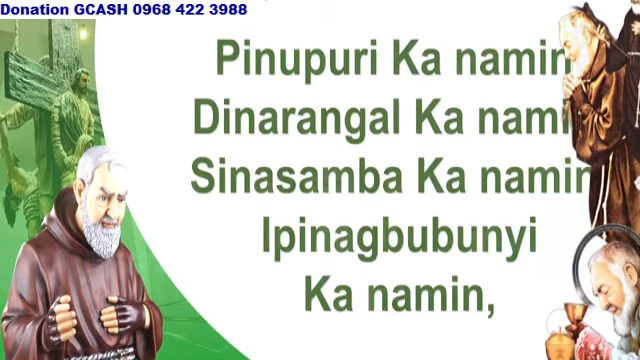 Donation GCASH 0968 422 3988
Pinupuri Ka namin
Dinarangal Ka namin
Sinasamba Ka namin
Ipinagbubunyi
Ka namin,